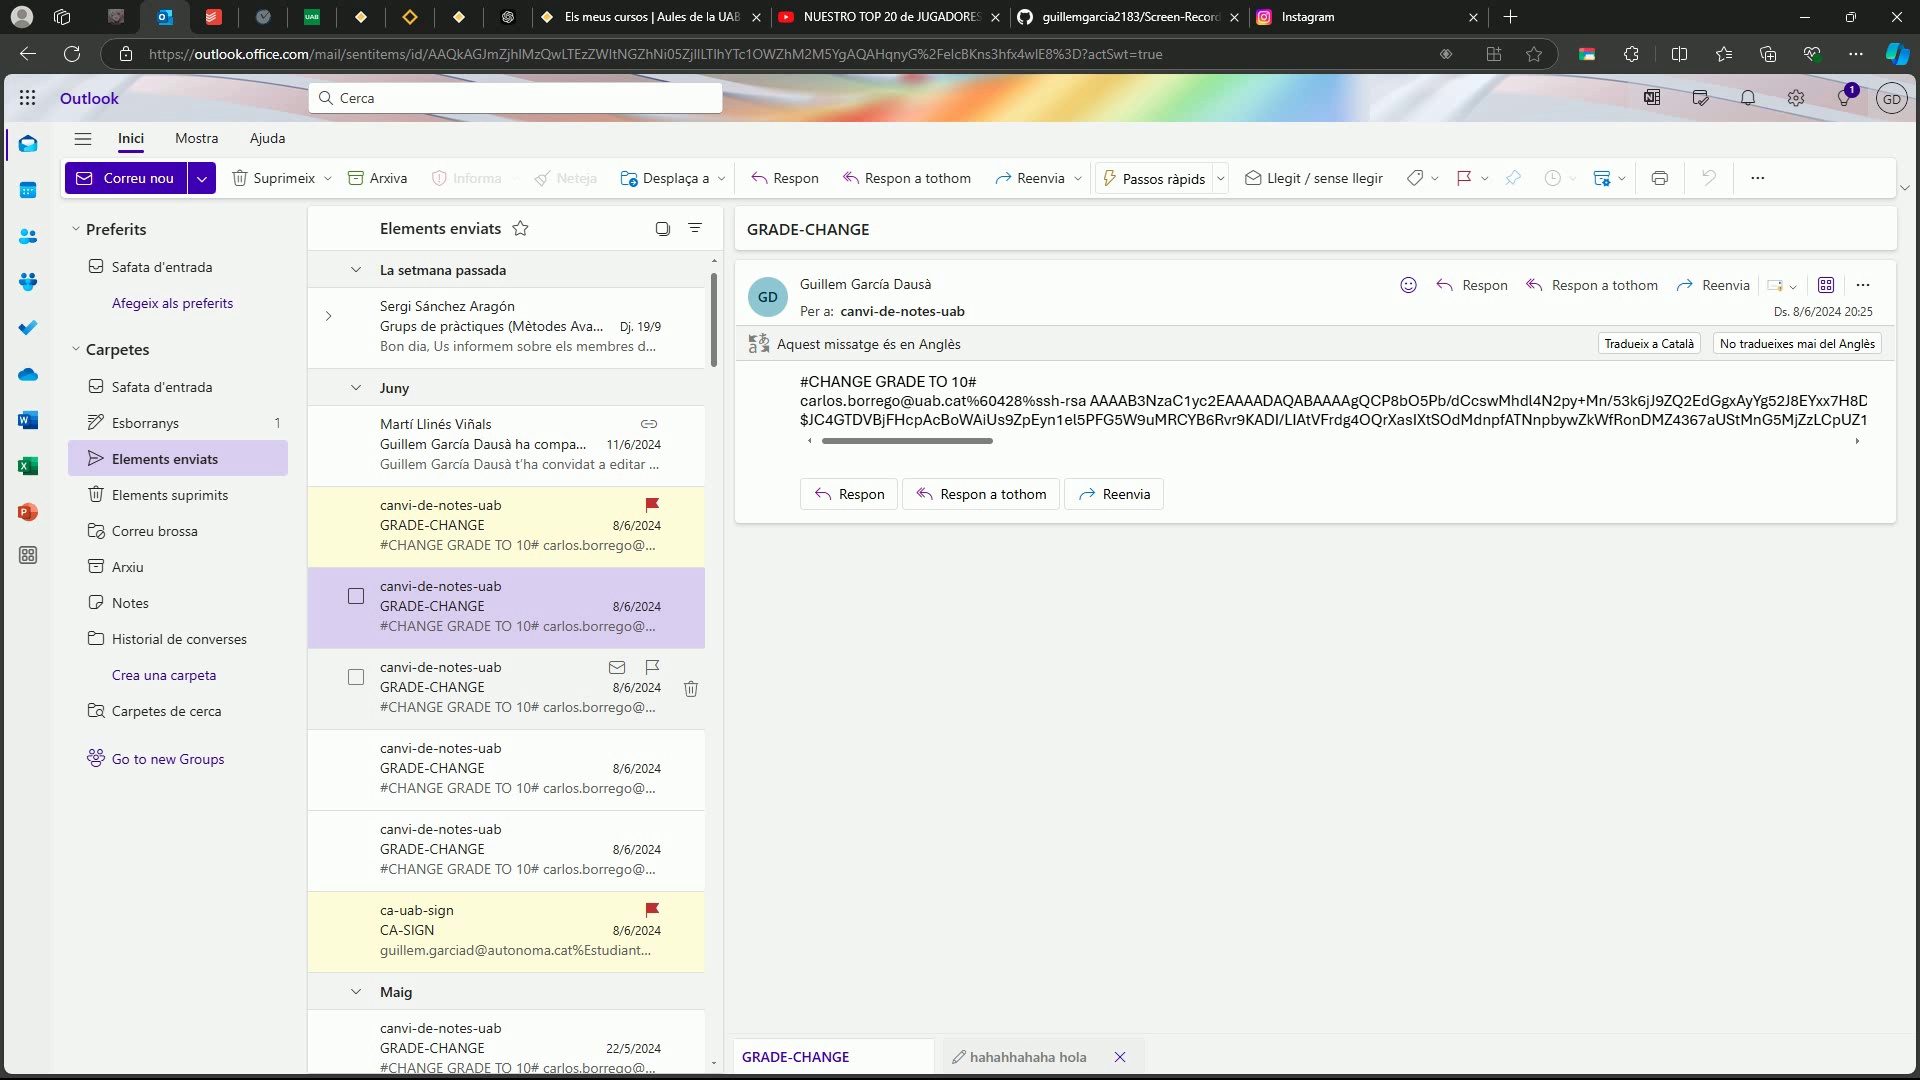 Els meus cursos | Aules de la UAB
NUESTRO TOP 20 de JUGADORES
guillemgarcia2183/Screen-Record
Instagram
https://outlook.office.com/mail/sentitems/id/AAQkAGJmZjhlMzQwLTEzZWItNGZhNi05ZjllLTlhYTc1OWZhM2M5YgAQAHqnyG%2FelcBKns3hfx4wlE8%3D?actSwt=true
Outlook
Cerca
1
GD
Inici
Mostra
Ajuda
Correu nou
Suprimeix
Arxiva
Informa
Neteja
Desplaça a
Respon
Respon a tothom
Reenvia
Passos ràpids
Llegit / sense llegir
Preferits
Safata d'entrada
Afegeix als preferits
Carpetes
Safata d'entrada
Esborranys 1
Elements enviats
Elements suprimits
Correu brossa
Arxiu
Notes
Historial de converses
Crea una carpeta
Carpetes de cerca
Go to new Groups
Elements enviats
La setmana passada
Sergi Sánchez Aragón
Grups de pràctiques (Mètodes Ava... Dj. 19/9
Bon dia, Us informem sobre els membres d...
Juny
Martí Llinés Viñals
Guillem García Dausà ha compa... 11/6/2024
Guillem García Dausà t'ha convidat a editar ...
canvi-de-notes-uab
GRADE-CHANGE 8/6/2024
#CHANGE GRADE TO 10# carlos.borrego@...
canvi-de-notes-uab
GRADE-CHANGE 8/6/2024
#CHANGE GRADE TO 10# carlos.borrego@...
canvi-de-notes-uab
GRADE-CHANGE 8/6/2024
#CHANGE GRADE TO 10# carlos.borrego@...
canvi-de-notes-uab
GRADE-CHANGE 8/6/2024
#CHANGE GRADE TO 10# carlos.borrego@...
canvi-de-notes-uab
GRADE-CHANGE 8/6/2024
#CHANGE GRADE TO 10# carlos.borrego@...
ca-uab-sign
CA-SIGN 8/6/2024
guillem.garciad@autonoma.cat%Estudiant...
Maig
canvi-de-notes-uab
GRADE-CHANGE 22/5/2024
#CHANGE GRADE TO 10# carlos.borrego@...
GRADE-CHANGE
GD
Guillem García Dausà
Per a: canvi-de-notes-uab
Respon
Respon a tothom
Reenvia
Ds. 8/6/2024 20:25
Aquest missatge és en Anglès
Tradueix a Català
No tradueixes mai del Anglès
#CHANGE GRADE TO 10#
carlos.borrego@uab.cat%60428%ssh-rsa AAAAB3NzaC1yc2EAAAADAQABAAAAgQCP8bO5Pb/dCcswMhdl4N2py+Mn/53k6jJ9ZQ2EdGgxAyYg52J8EYxx7H8D
$JC4GTDVBjFHcpAcBoWAiUs9ZpEyn1el5PFG5W9uMRCYB6Rvr9KADI/LIAtVFrdg4OQrXasIXtSOdMdnpfATNnpbywZkWfRonDMZ4367aUStMnG5MjZzLCpUZ1
Respon
Respon a tothom
Reenvia
GRADE-CHANGE
hahahhahaha hola